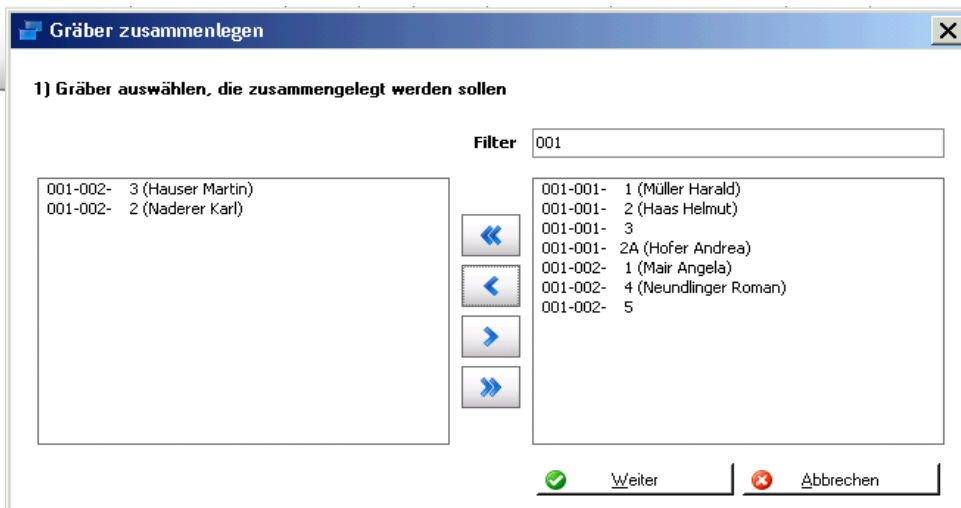 Gräber zusammenlegen
1) Gräber auswählen, die zusammengelegt werden sollen
Filter 001
001-002- 3 (Hauser Martin)
001-002- 2 (Naderer Karl)
001-001- 1 (Müller Harald)
001-001- 2 (Haas Helmut)
001-001- 3
001-001- 2A (Hofer Andrea)
001-002- 1 (Mair Angela)
001-002- 4 (Neundlinger Roman)
001-002- 5
Weiter Abbrechen